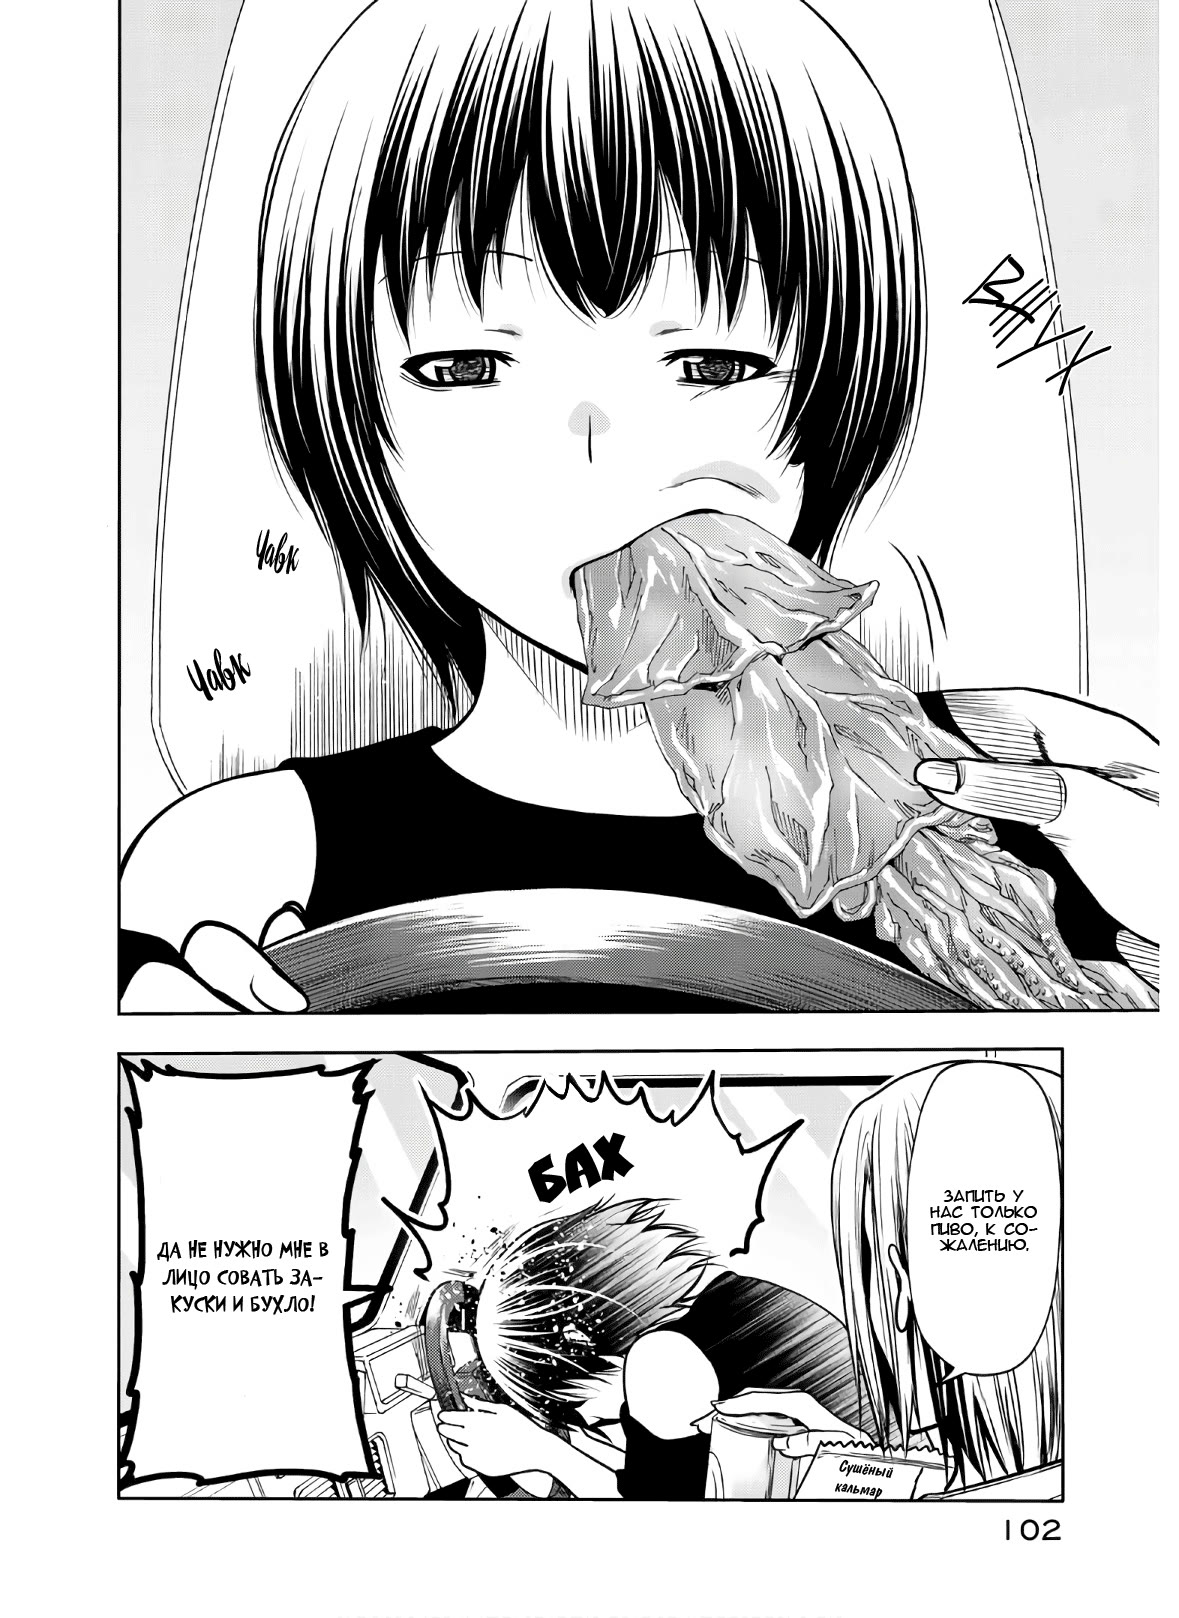 ВЖУХ
Чавк
Чавк
ЗАПИТЬ У
НАС ТОЛЬКО
ПИВО, К СО-
ЖАЛЕНИЮ.
БАХ
ДА НЕ НУЖНО МНЕ В
ЛИЦО СОВАТЬ ЗА-
КУСКИ И БУХЛО!
Сушёный
кальмар
102